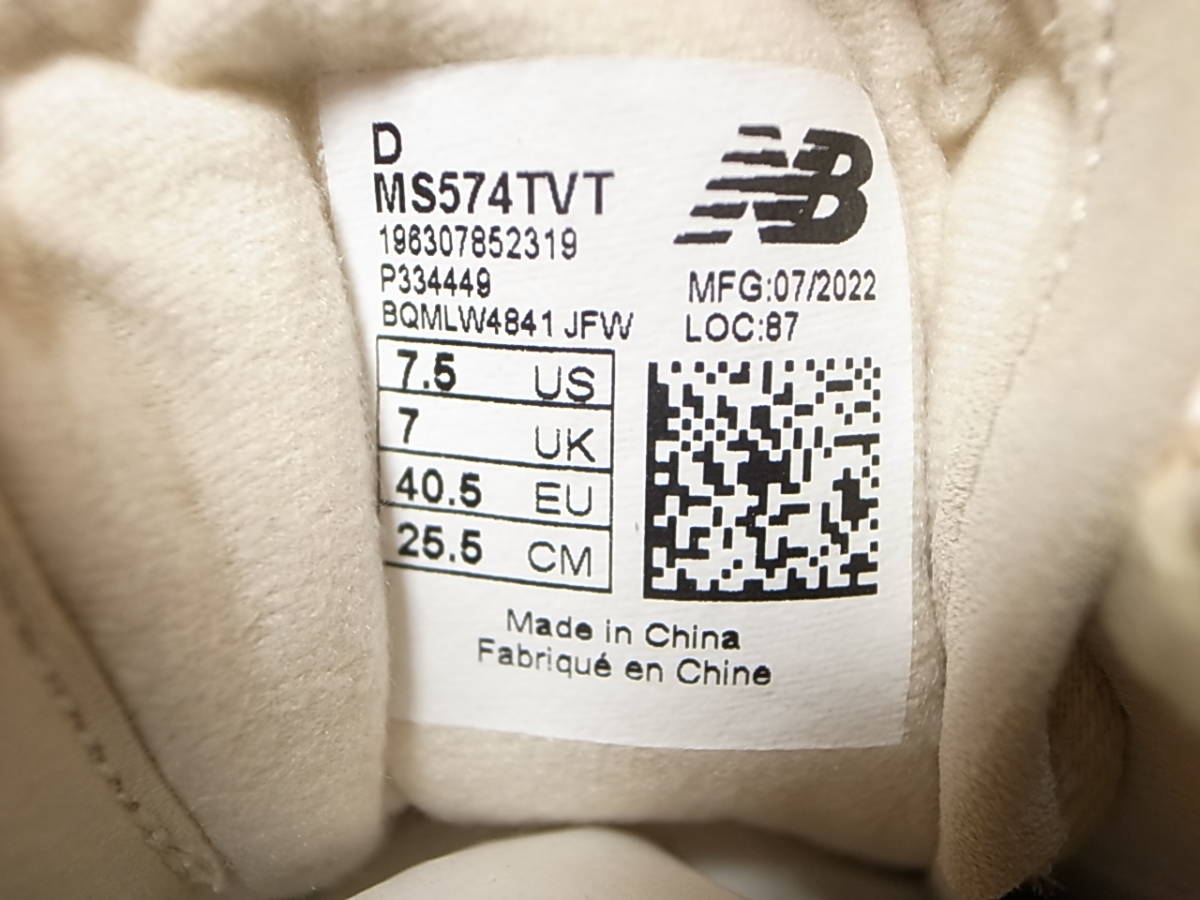 D
MS574TVT
196307852319
P334449
BQMLW4841 JFW
NB
MFG:07/2022
LOC:87
7.5 US
7 UK
40.5 EU
25.5 CM
Made in China
Fabriqué en Chine